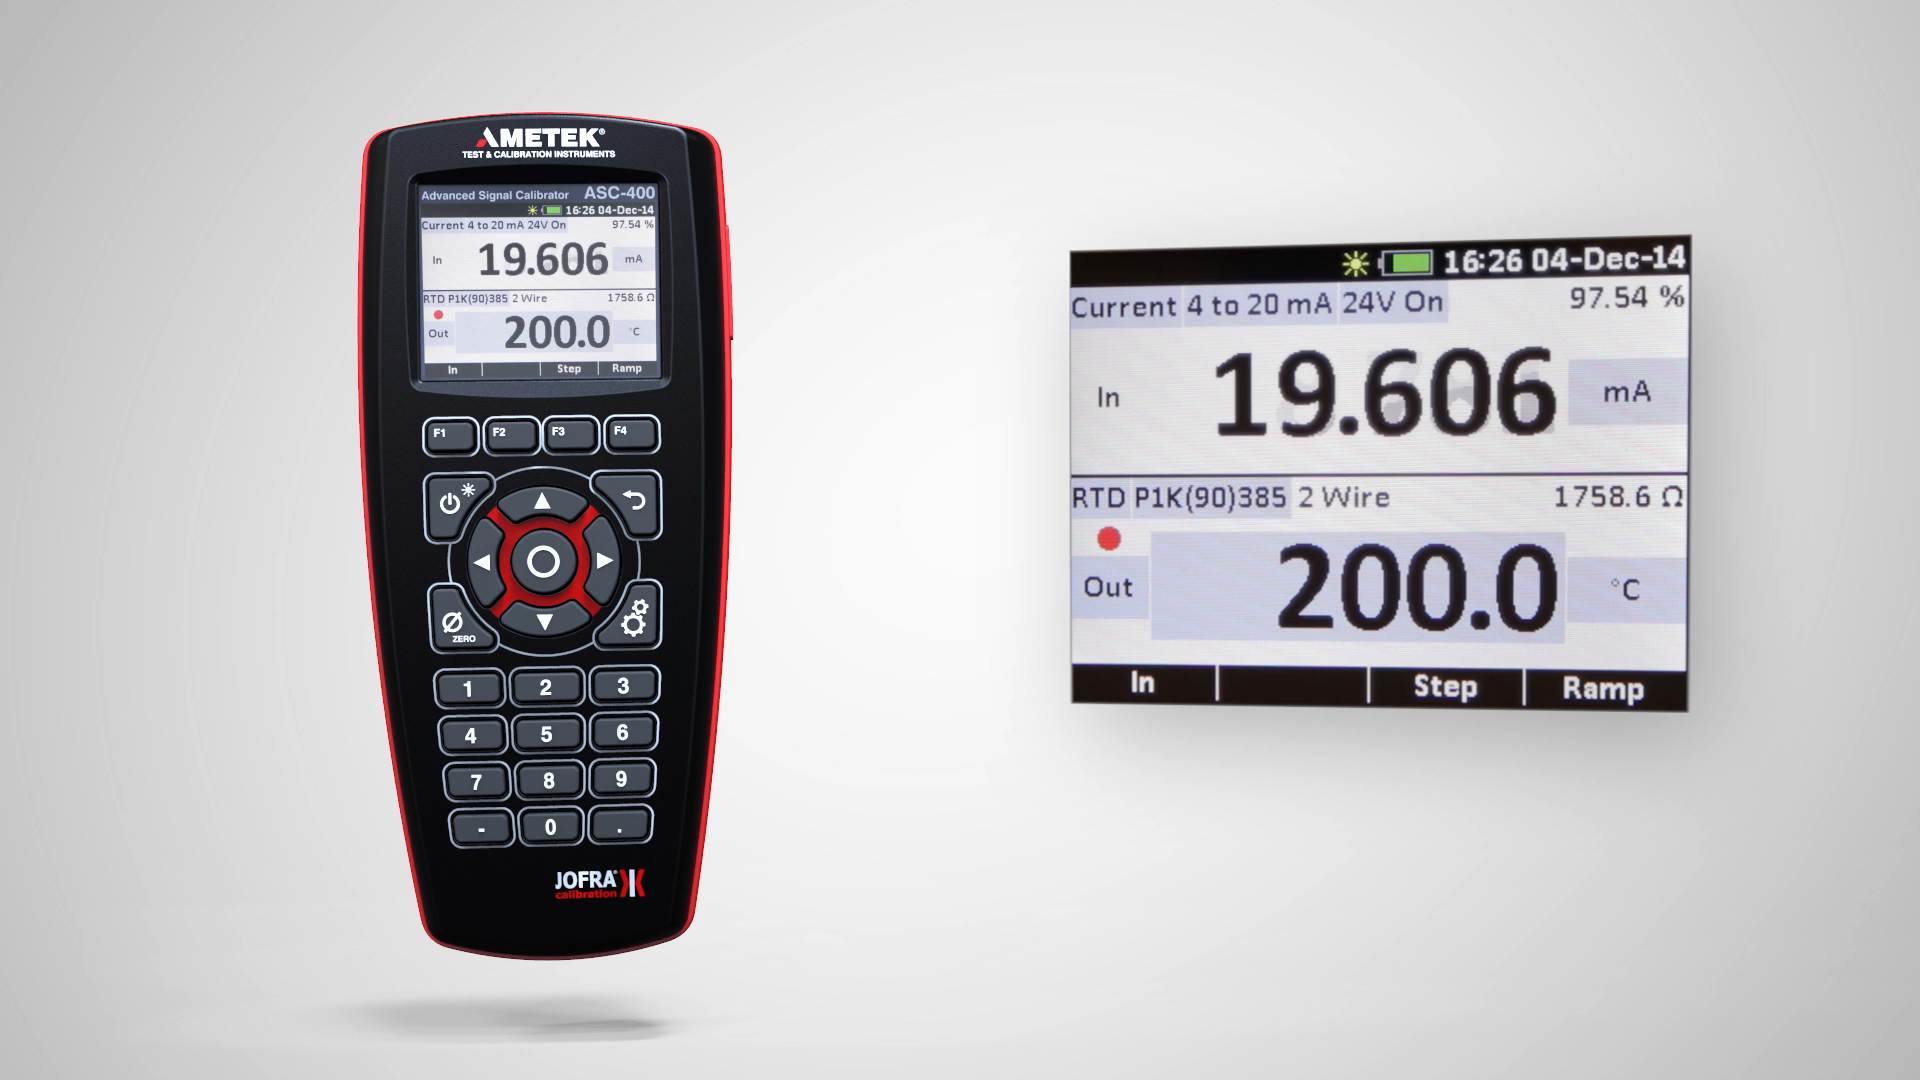 AMETEK®
TEST & CALIBRATION INSTRUMENTS
Advanced Signal Calibrator ASC-400
16:26 04-Dec-14
Current 4 to 20 mA 24V On 97.54 %
In 19.606 mA
RTD P1K(90)385 2 Wire 1758.6 Ω
Out 200.0 °C
In Step Ramp
F1 F2 F3 F4
ZERO
1 2 3
4 5 6
7 8 9
- 0 .
JOFRA®
calibration
16:26 04-Dec-14
Current 4 to 20 mA 24V On 97.54 %
In 19.606 mA
RTD P1K(90)385 2 Wire 1758.6 Ω
Out 200.0 °C
In Step Ramp